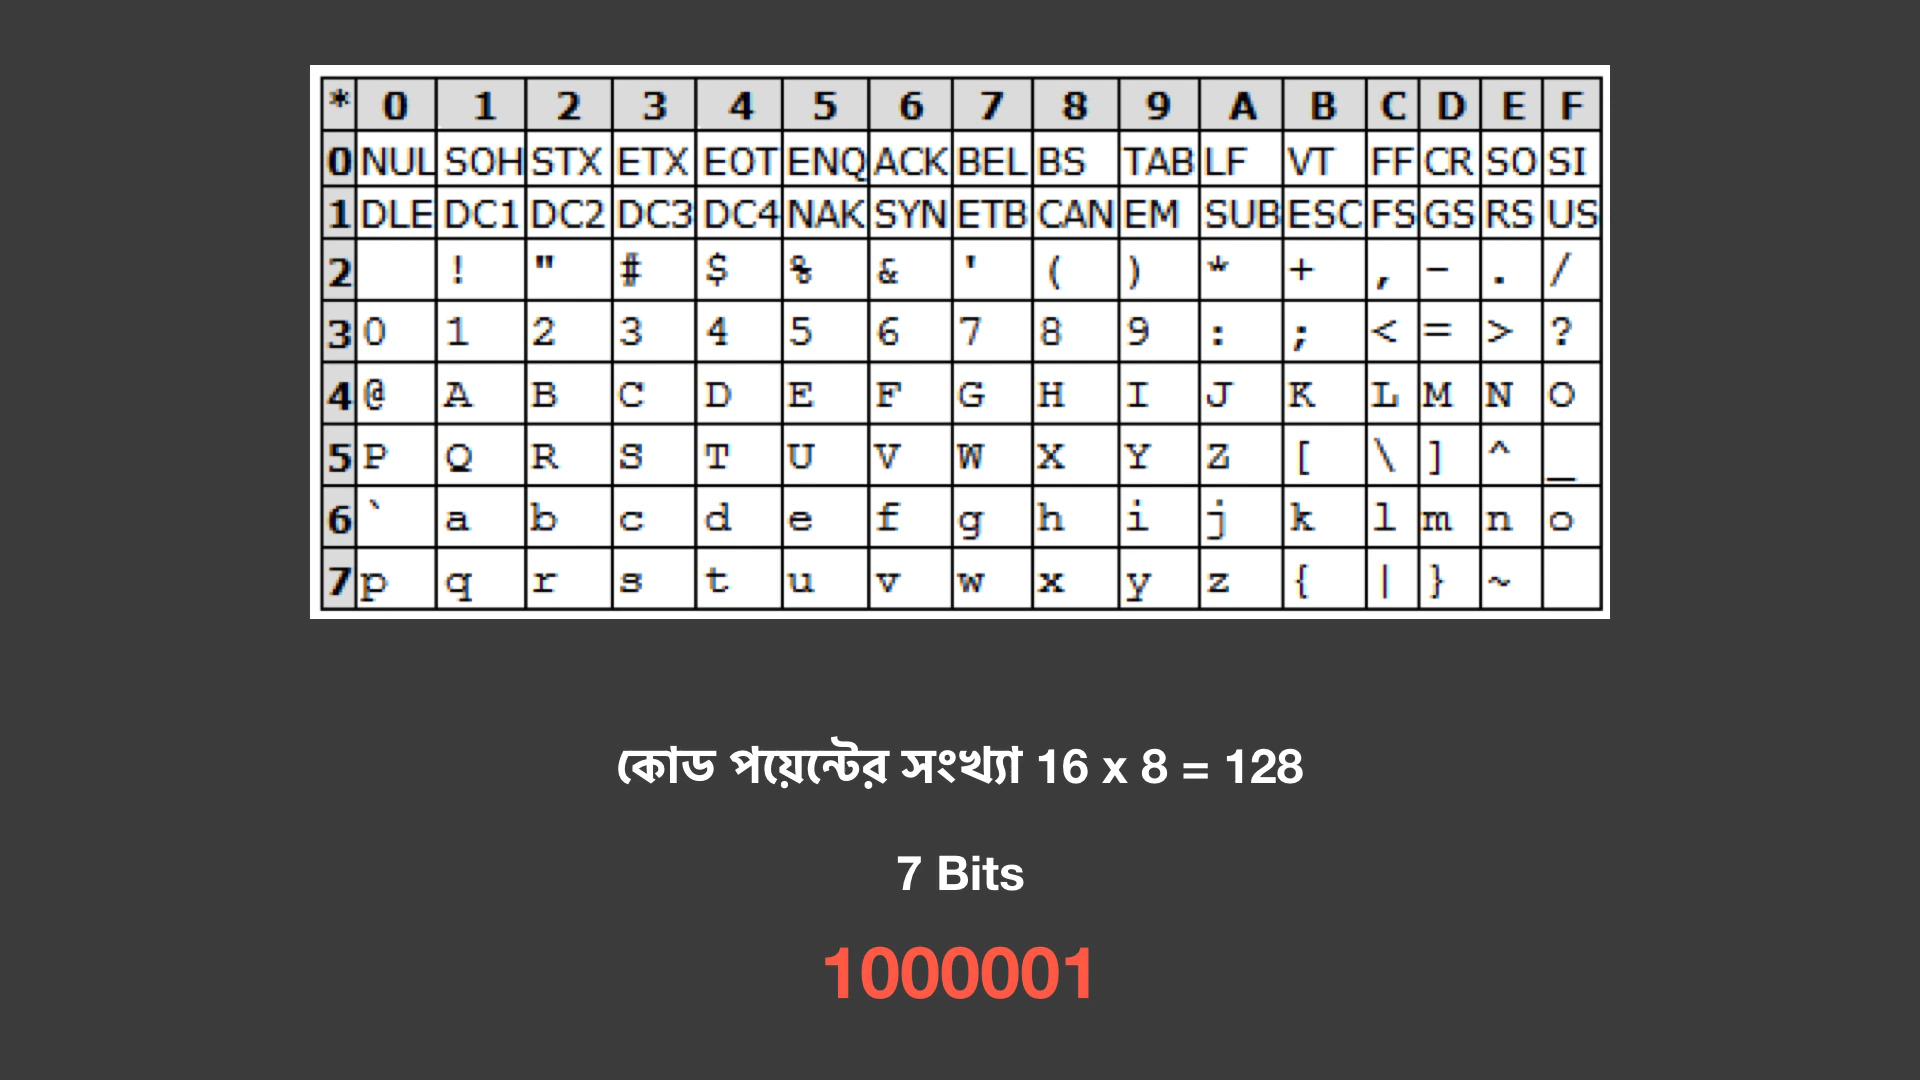 * 0 1 2 3 4 5 6 7 8 9 A B C D E F
0 NUL SOH STX ETX EOT ENQ ACK BEL BS TAB LF VT FF CR SO SI
1 DLE DC1 DC2 DC3 DC4 NAK SYN ETB CAN EM SUB ESC FS GS RS US
2 ! " # $ % & ' ( ) * + , - . /
3 0 1 2 3 4 5 6 7 8 9 : ; < = > ?
4 @ A B C D E F G H I J K L M N O
5 P Q R S T U V W X Y Z [ \ ] ^ _
6 ` a b c d e f g h i j k l m n o
7 p q r s t u v w x y z { | } ~
কোড পয়েন্টের সংখ্যা 16 x 8 = 128
7 Bits
1000001